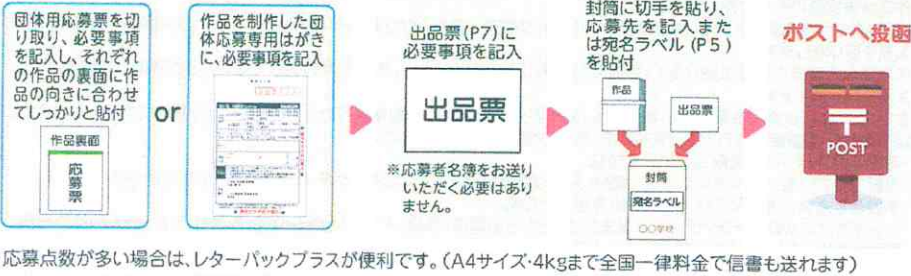 団体用応募票を切
り取り、必要事項
を記入し、それぞれ
の作品の裏面に作
品の向きに合わせ
てしっかりと貼付
作品裏面
応募票
or
作品を制作した団
体応募専用はがき
に、必要事項を記入
出品票(P7)に
必要事項を記入
出品票
※応募者名簿をお送り
いただく必要はあり
ません。
封筒に切手を貼り、
応募先を記入また
は宛名ラベル(P5)
を貼付
作品
出品票
封筒
宛名ラベル
〇〇学校
ポストへ投函
POST
応募点数が多い場合は、レターパックプラスが便利です。(A4サイズ・4kgまで全国一律料金で信書も送れます)